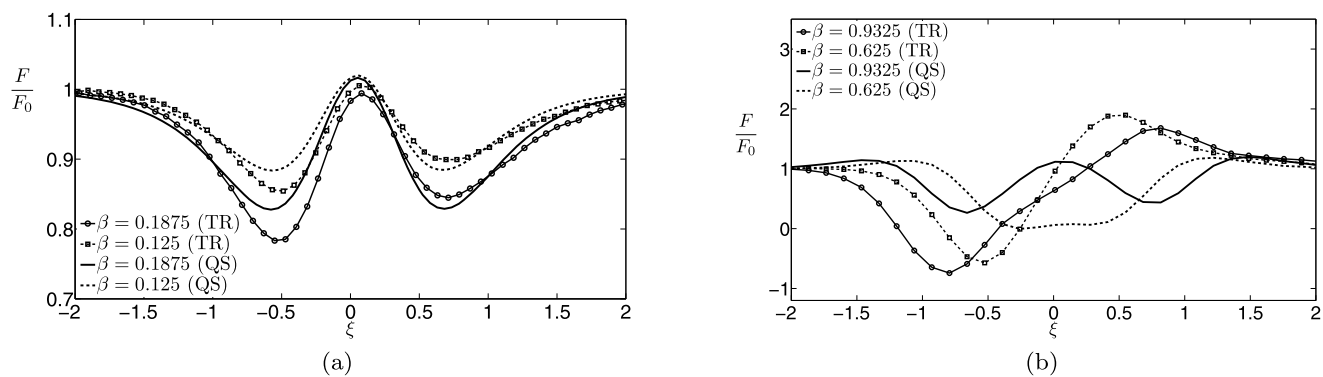 1.1
1
0.9
0.8
0.7
F
F₀
β = 0.1875 (TR)
β = 0.125 (TR)
β = 0.1875 (QS)
β = 0.125 (QS)
−2 −1.5 −1 −0.5 0 0.5 1 1.5 2
ξ
(a)
3
2
1
0
−1
F
F₀
β = 0.9325 (TR)
β = 0.625 (TR)
β = 0.9325 (QS)
β = 0.625 (QS)
−2 −1.5 −1 −0.5 0 0.5 1 1.5 2
ξ
(b)